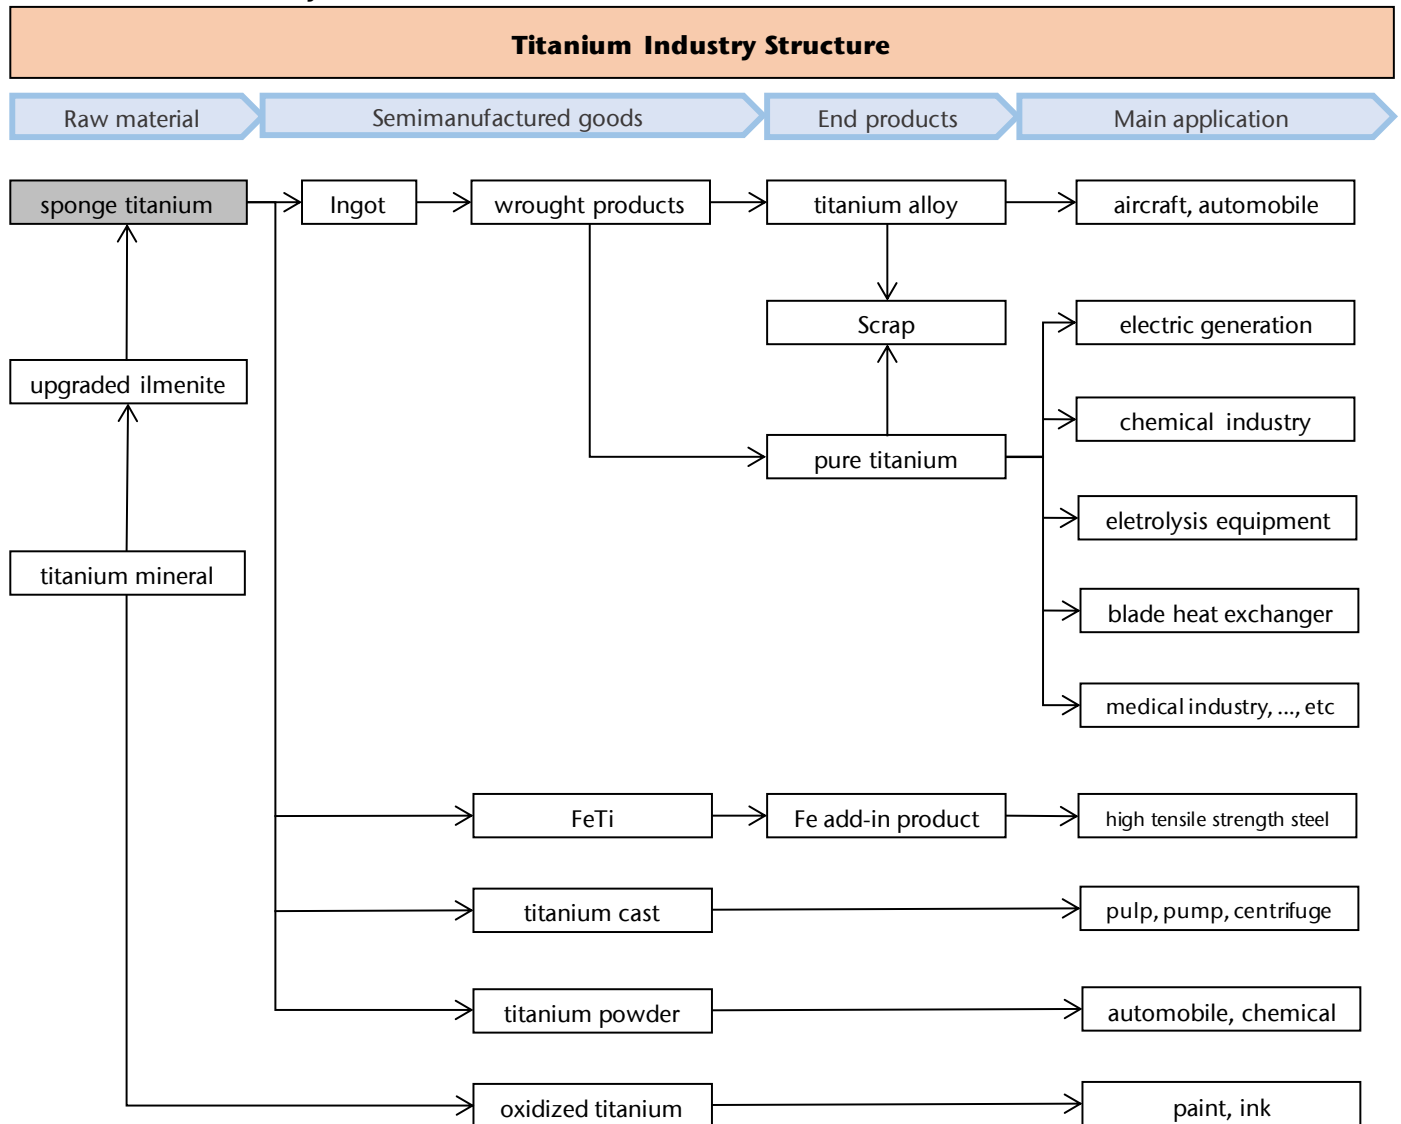 Titanium Industry Structure
Raw material
Semimanufactured goods
End products
Main application
sponge titanium
Ingot
wrought products
titanium alloy
aircraft, automobile
Scrap
electric generation
upgraded ilmenite
chemical industry
pure titanium
eletrolysis equipment
titanium mineral
blade heat exchanger
medical industry, ..., etc
FeTi
Fe add-in product
high tensile strength steel
titanium cast
pulp, pump, centrifuge
titanium powder
automobile, chemical
oxidized titanium
paint, ink